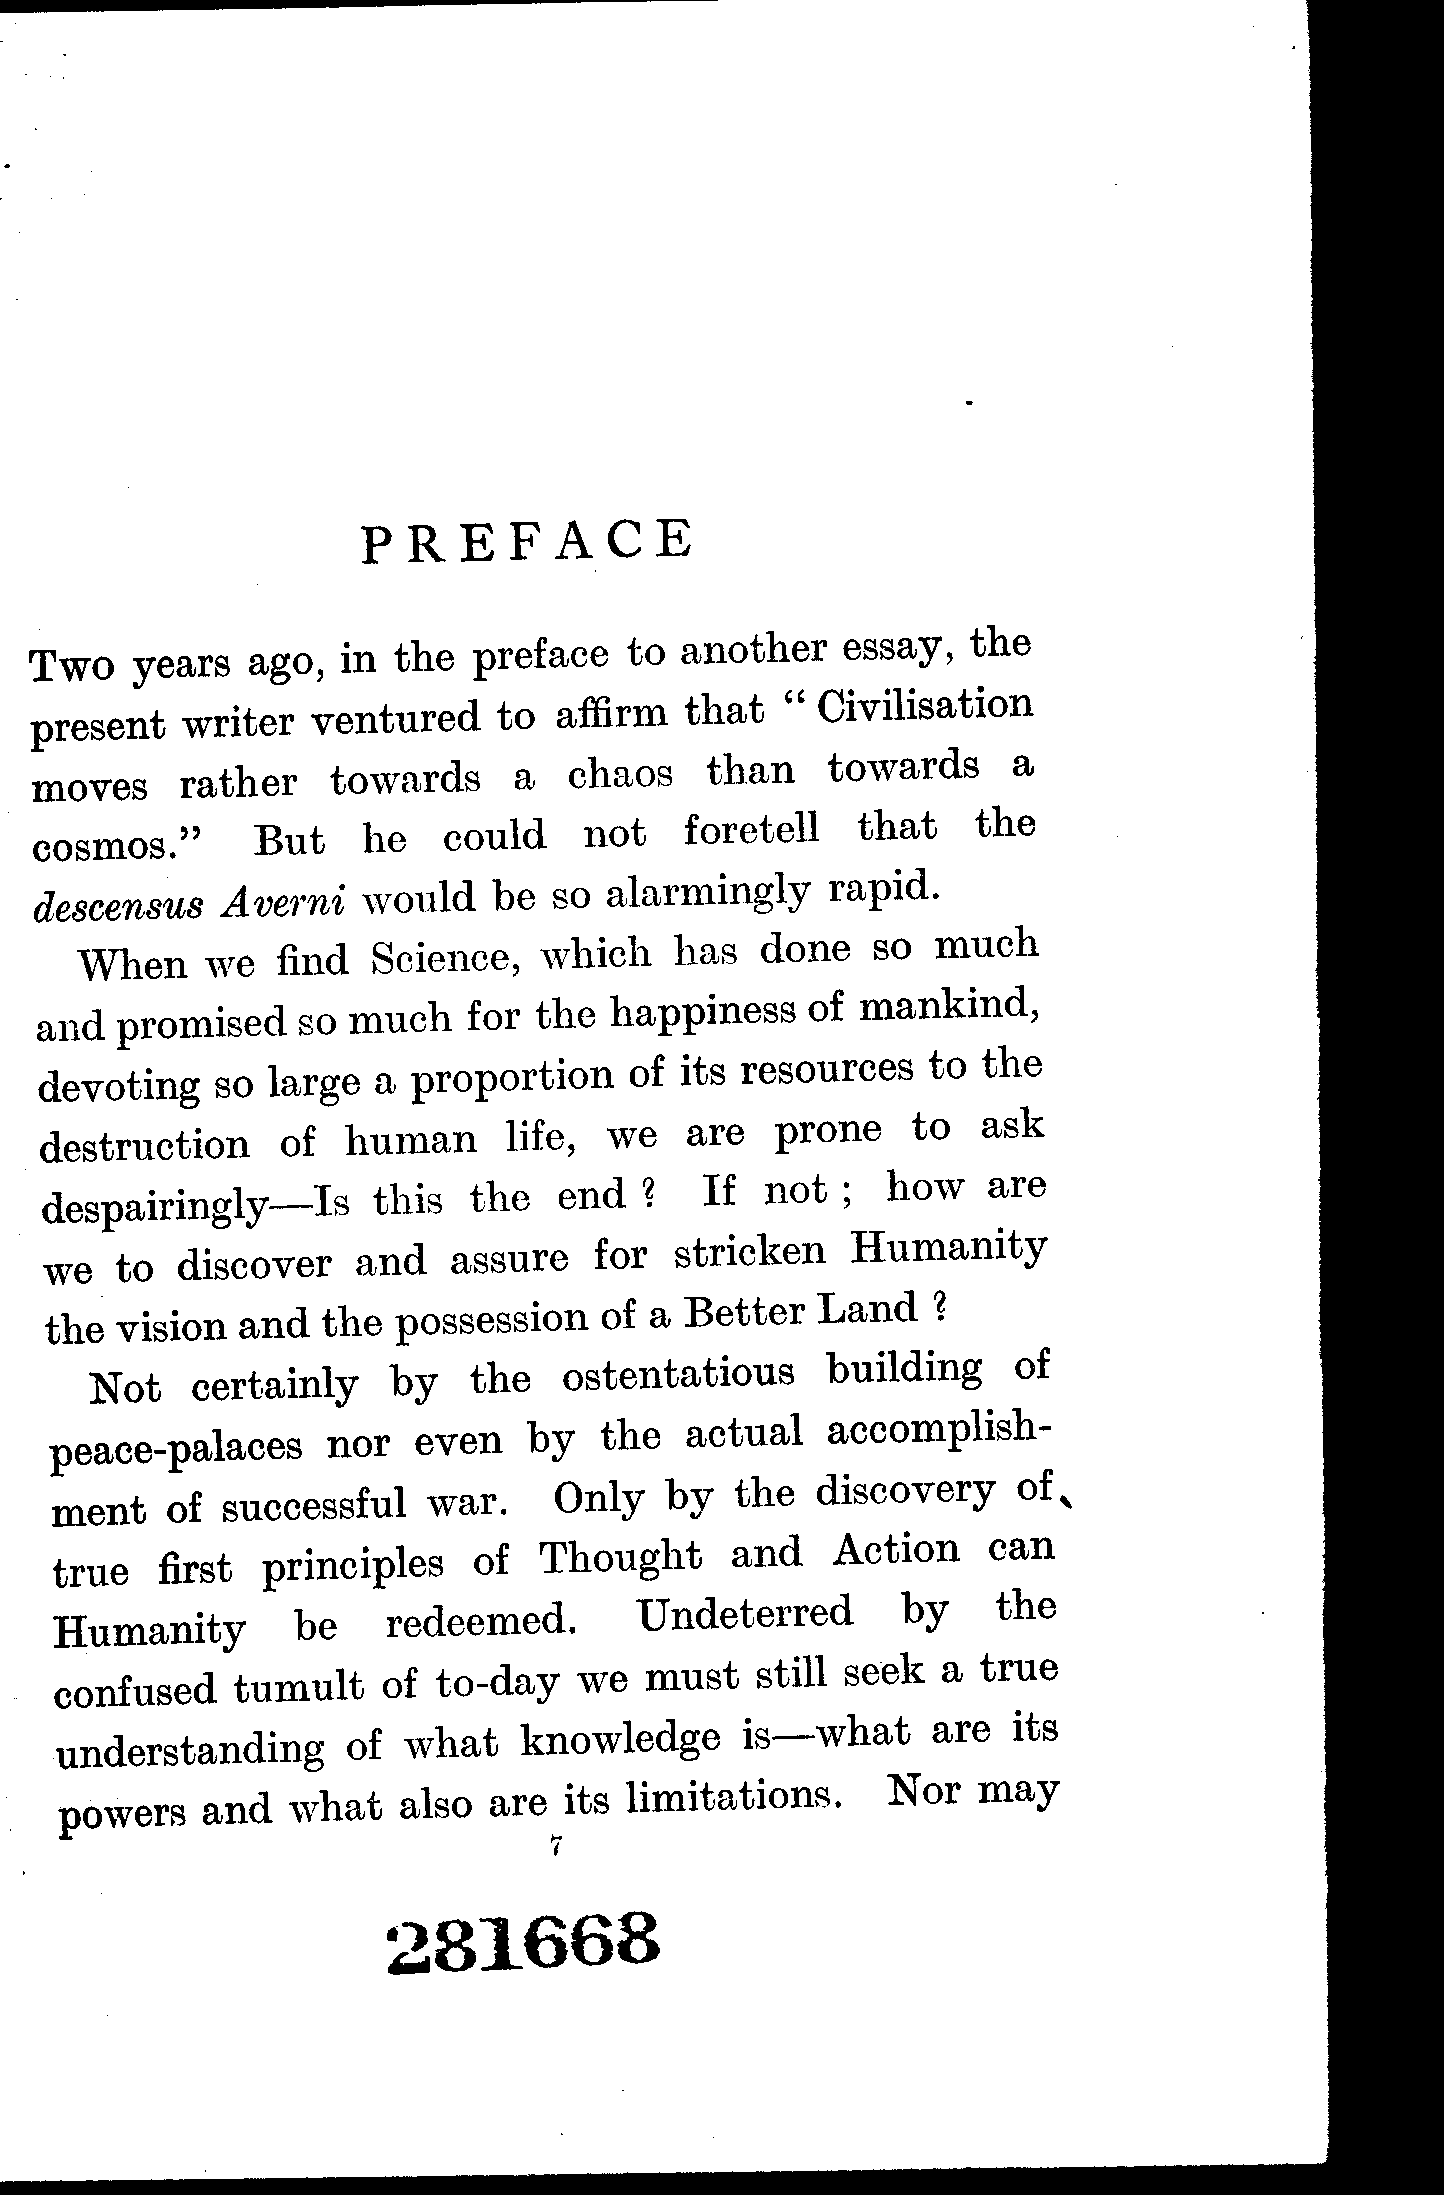 PREFACE
Two years ago, in the preface to another essay, the
present writer ventured to affirm that “ Civilisation
moves rather towards a chaos than towards a
cosmos.” But he could not foretell that the
descensus Averni would be so alarmingly rapid.
When we find Science, which has done so much
and promised so much for the happiness of mankind,
devoting so large a proportion of its resources to the
destruction of human life, we are prone to ask
despairingly—Is this the end ? If not ; how are
we to discover and assure for stricken Humanity
the vision and the possession of a Better Land ?
Not certainly by the ostentatious building of
peace-palaces nor even by the actual accomplish-
ment of successful war. Only by the discovery of
true first principles of Thought and Action can
Humanity be redeemed. Undeterred by the
confused tumult of to-day we must still seek a true
understanding of what knowledge is—what are its
powers and what also are its limitations. Nor may
7
281668